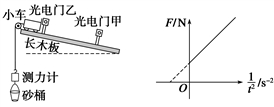 光电门乙
小车
光电门甲
长木板
测力计
砂桶
F/N
O
1/t² /s⁻²